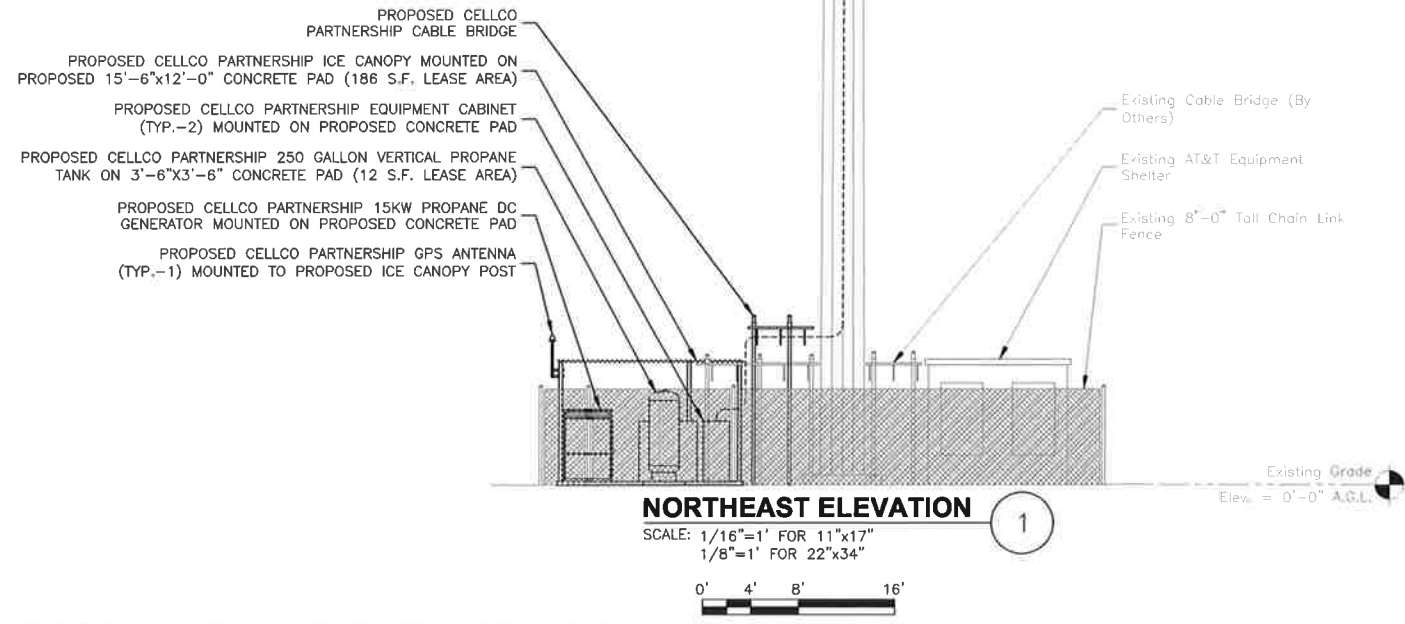 PROPOSED CELLCO
PARTNERSHIP CABLE BRIDGE
PROPOSED CELLCO PARTNERSHIP ICE CANOPY MOUNTED ON
PROPOSED 15'-6"x12'-0" CONCRETE PAD (186 S.F. LEASE AREA)
PROPOSED CELLCO PARTNERSHIP EQUIPMENT CABINET
(TYP.-2) MOUNTED ON PROPOSED CONCRETE PAD
PROPOSED CELLCO PARTNERSHIP 250 GALLON VERTICAL PROPANE
TANK ON 3'-6"X3'-6" CONCRETE PAD (12 S.F. LEASE AREA)
PROPOSED CELLCO PARTNERSHIP 15KW PROPANE DC
GENERATOR MOUNTED ON PROPOSED CONCRETE PAD
PROPOSED CELLCO PARTNERSHIP GPS ANTENNA
(TYP.-1) MOUNTED TO PROPOSED ICE CANOPY POST
Existing Cable Bridge (By
Others)
Existing AT&T Equipment
Shelter
Existing 8'-0" Tall Chain Link
Fence
Existing Grade
Elev. = 0'-0" A.G.L.
NORTHEAST ELEVATION
1
SCALE: 1/16"=1' FOR 11"x17"
1/8"=1' FOR 22"x34"
0' 4' 8' 16'